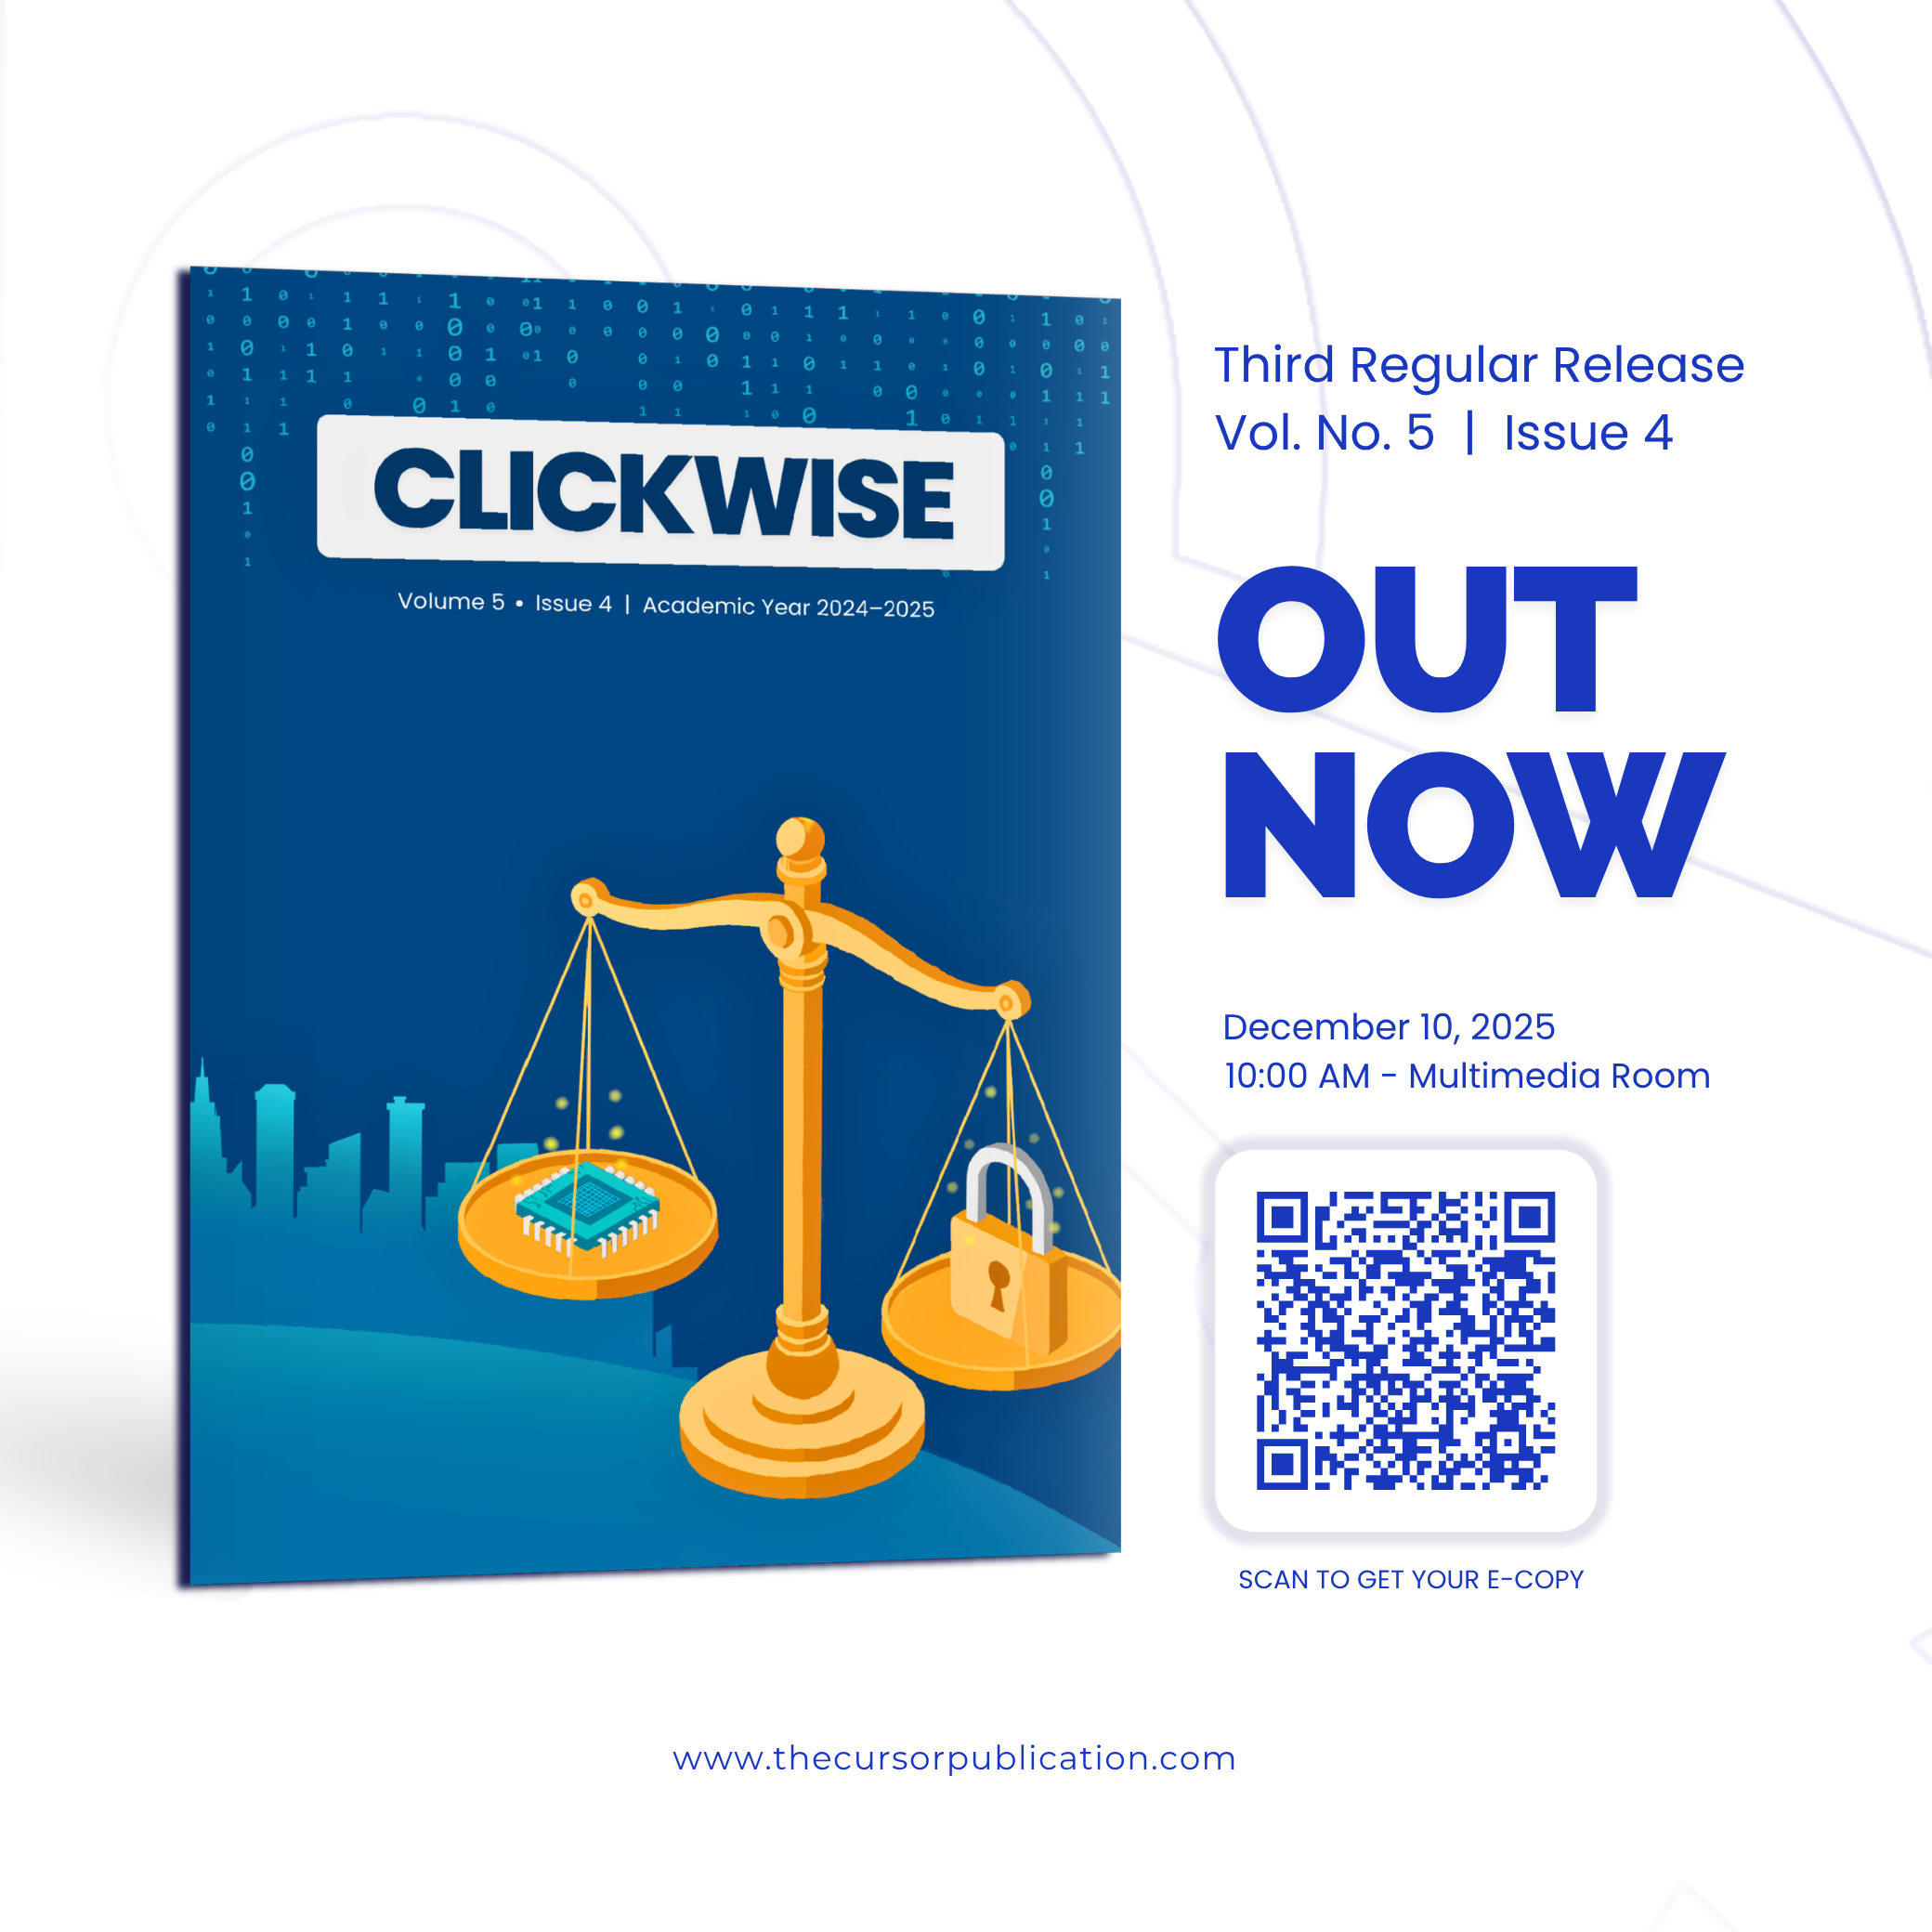 CLICKWISE
Volume 5 • Issue 4 | Academic Year 2024–2025
Third Regular Release
Vol. No. 5 | Issue 4
OUT
NOW
December 10, 2025
10:00 AM - Multimedia Room
SCAN TO GET YOUR E-COPY
www.thecursorpublication.com